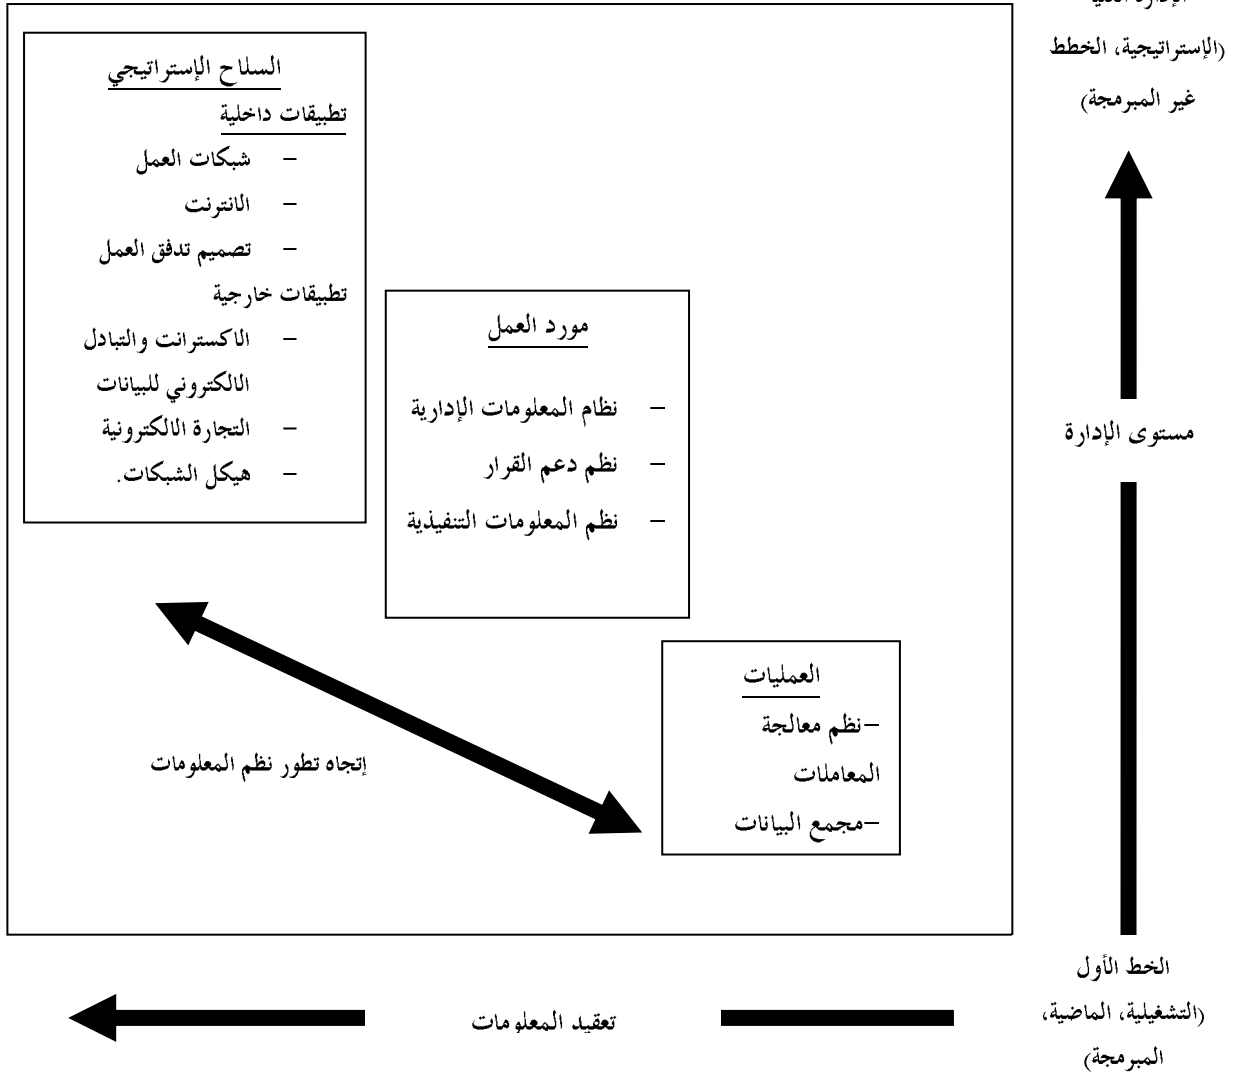 (الإستراتيجية، الخطط
غير المبرمجة)
مستوى الإدارة
الخط الأول
(التشغيلية، الماضية،
المبرمجة)
السلاح الإستراتيجي
تطبيقات داخلية
– شبكات العمل
– الانترنت
– تصميم تدفق العمل
تطبيقات خارجية
– الاكسترانت والتبادل
الالكتروني للبيانات
– التجارة الالكترونية
– هيكل الشبكات.
مورد العمل
– نظام المعلومات الإدارية
– نظم دعم القرار
– نظم المعلومات التنفيذية
العمليات
–نظم معالجة
المعاملات
–مجمع البيانات
إتجاه تطور نظم المعلومات
تعقيد المعلومات